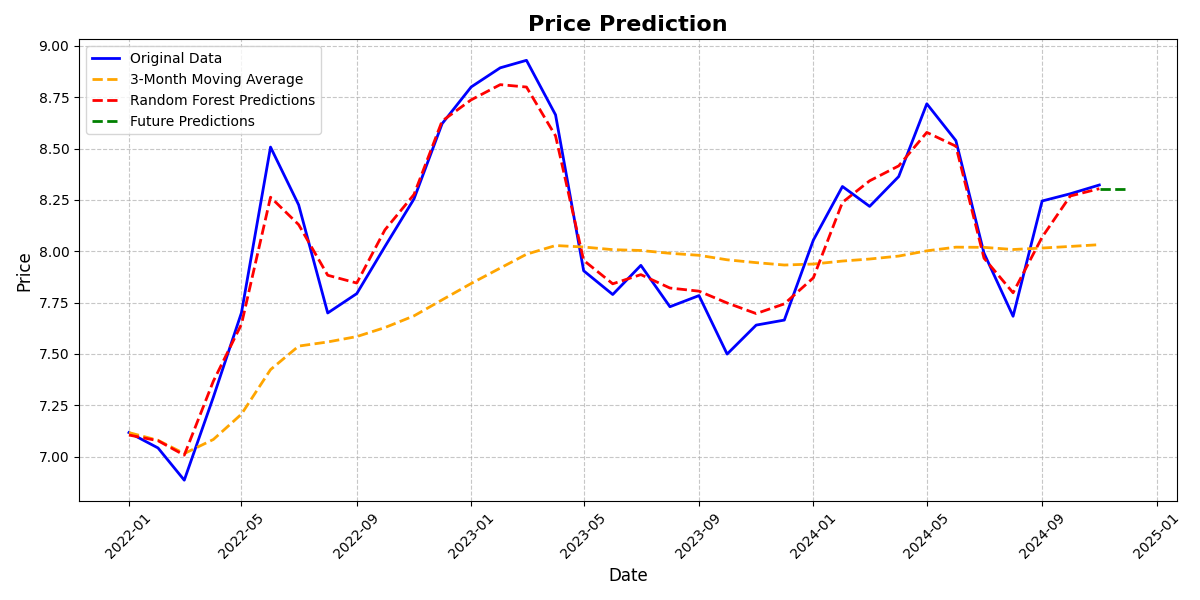 Price Prediction
Original Data
3-Month Moving Average
Random Forest Predictions
Future Predictions
Price
9.00
8.75
8.50
8.25
8.00
7.75
7.50
7.25
7.00
2022-01
2022-05
2022-09
2023-01
2023-05
2023-09
2024-01
2024-05
2024-09
2025-01
Date